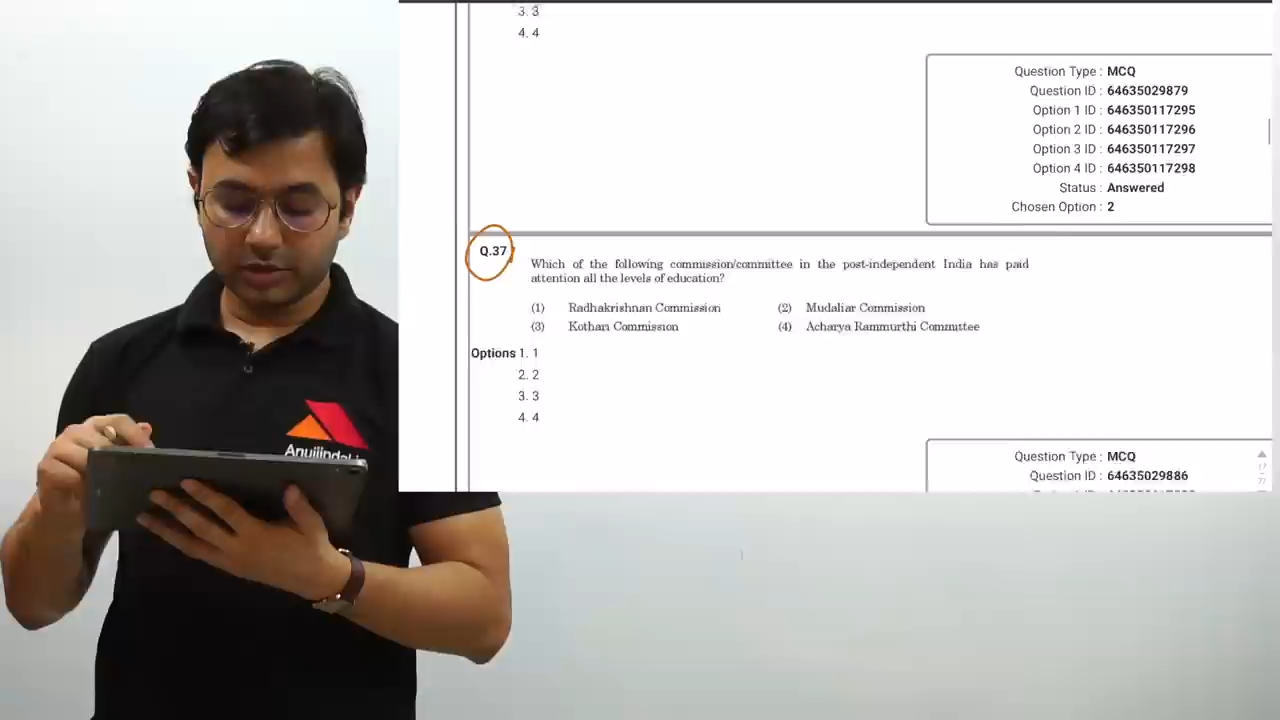 3. 3
4. 4
Question Type : MCQ
Question ID : 64635029879
Option 1 ID : 646350117295
Option 2 ID : 646350117296
Option 3 ID : 646350117297
Option 4 ID : 646350117298
Status : Answered
Chosen Option : 2
Q.37
Which of the following commission/committee in the post-independent India has paid
attention all the levels of education?
(1) Radhakrishnan Commission (2) Mudaliar Commission
(3) Kothari Commission (4) Acharya Rammurthi Committee
Options 1. 1
2. 2
3. 3
4. 4
Question Type : MCQ
Question ID : 64635029886